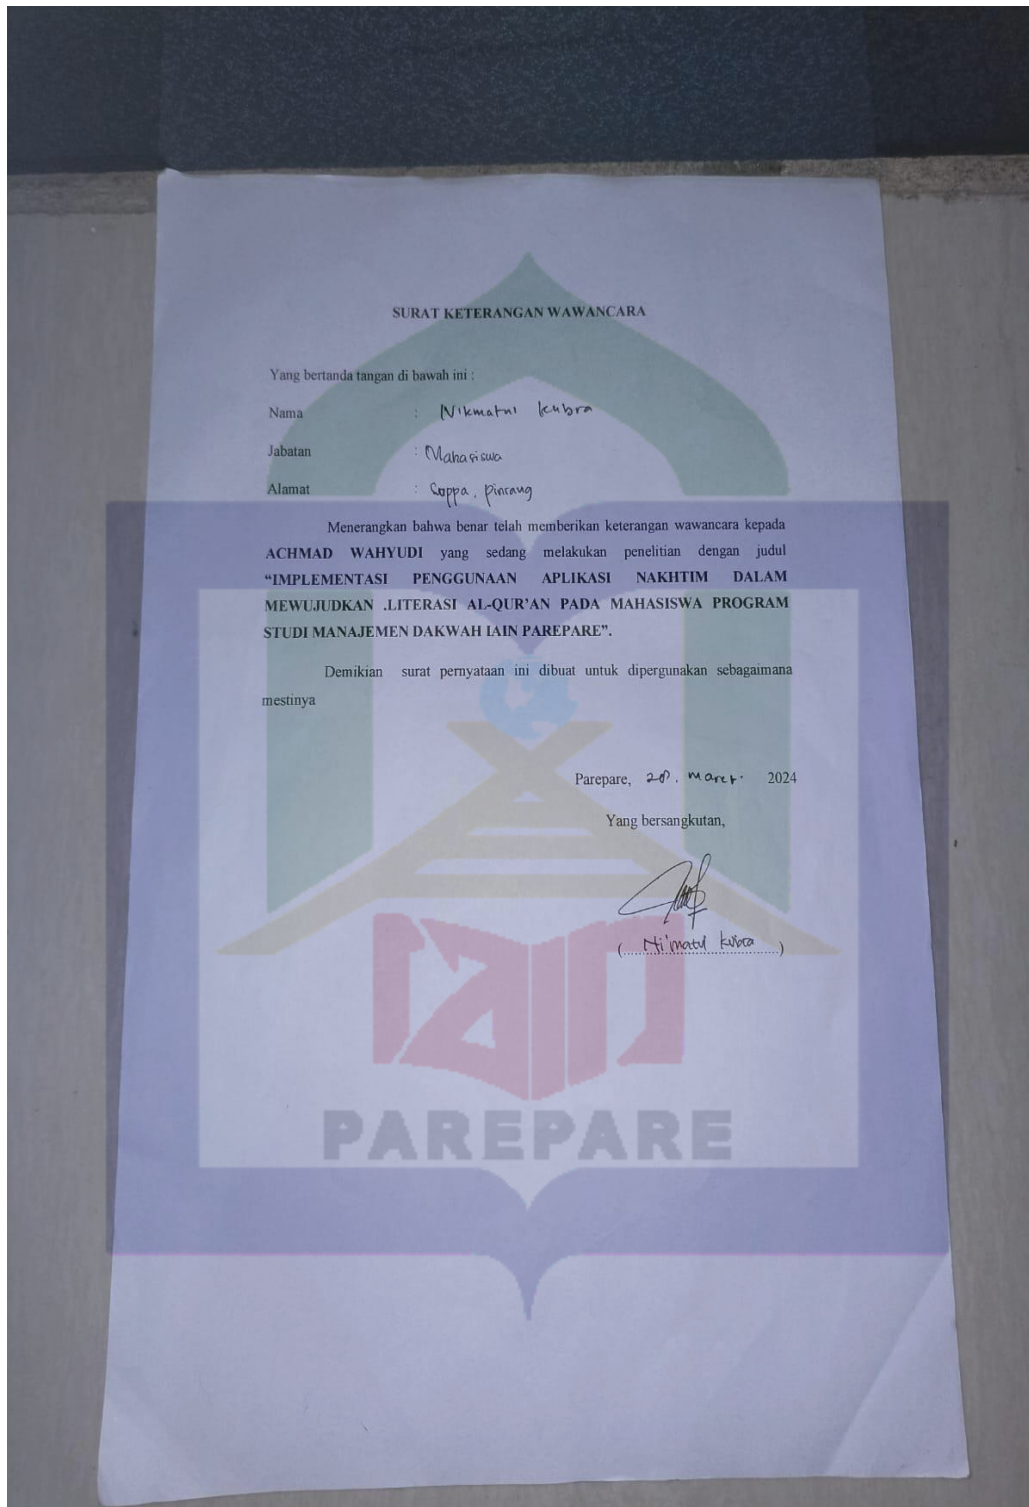 SURAT KETERANGAN WAWANCARA
Yang bertanda tangan di bawah ini :
Nama : Nikmatul kubra
Jabatan : Mahasiswa
Alamat : Soppa, pinrang
Menerangkan bahwa benar telah memberikan keterangan wawancara kepada
ACHMAD WAHYUDI yang sedang melakukan penelitian dengan judul
“IMPLEMENTASI PENGGUNAAN APLIKASI NAKHTIM DALAM
MEWUJUDKAN .LITERASI AL-QUR’AN PADA MAHASISWA PROGRAM
STUDI MANAJEMEN DAKWAH IAIN PAREPARE”.
Demikian surat pernyataan ini dibuat untuk dipergunakan sebagaimana
mestinya
Parepare, maret. 2024
Yang bersangkutan,
( Ni'matul kubra )
iain
PAREPARE